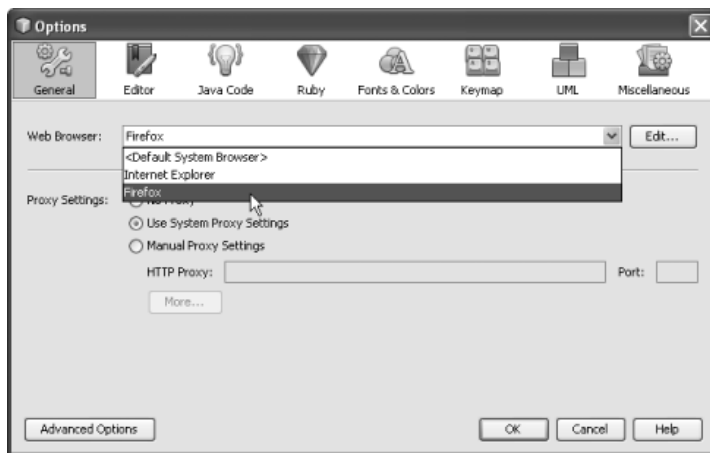 Options
General Editor Java Code Ruby Fonts & Colors Keymap UML Miscellaneous
Web Browser: Firefox Edit...
<Default System Browser>
Internet Explorer
Firefox
Proxy Settings: No Proxy
Use System Proxy Settings
Manual Proxy Settings
HTTP Proxy: Port:
More...
Advanced Options OK Cancel Help